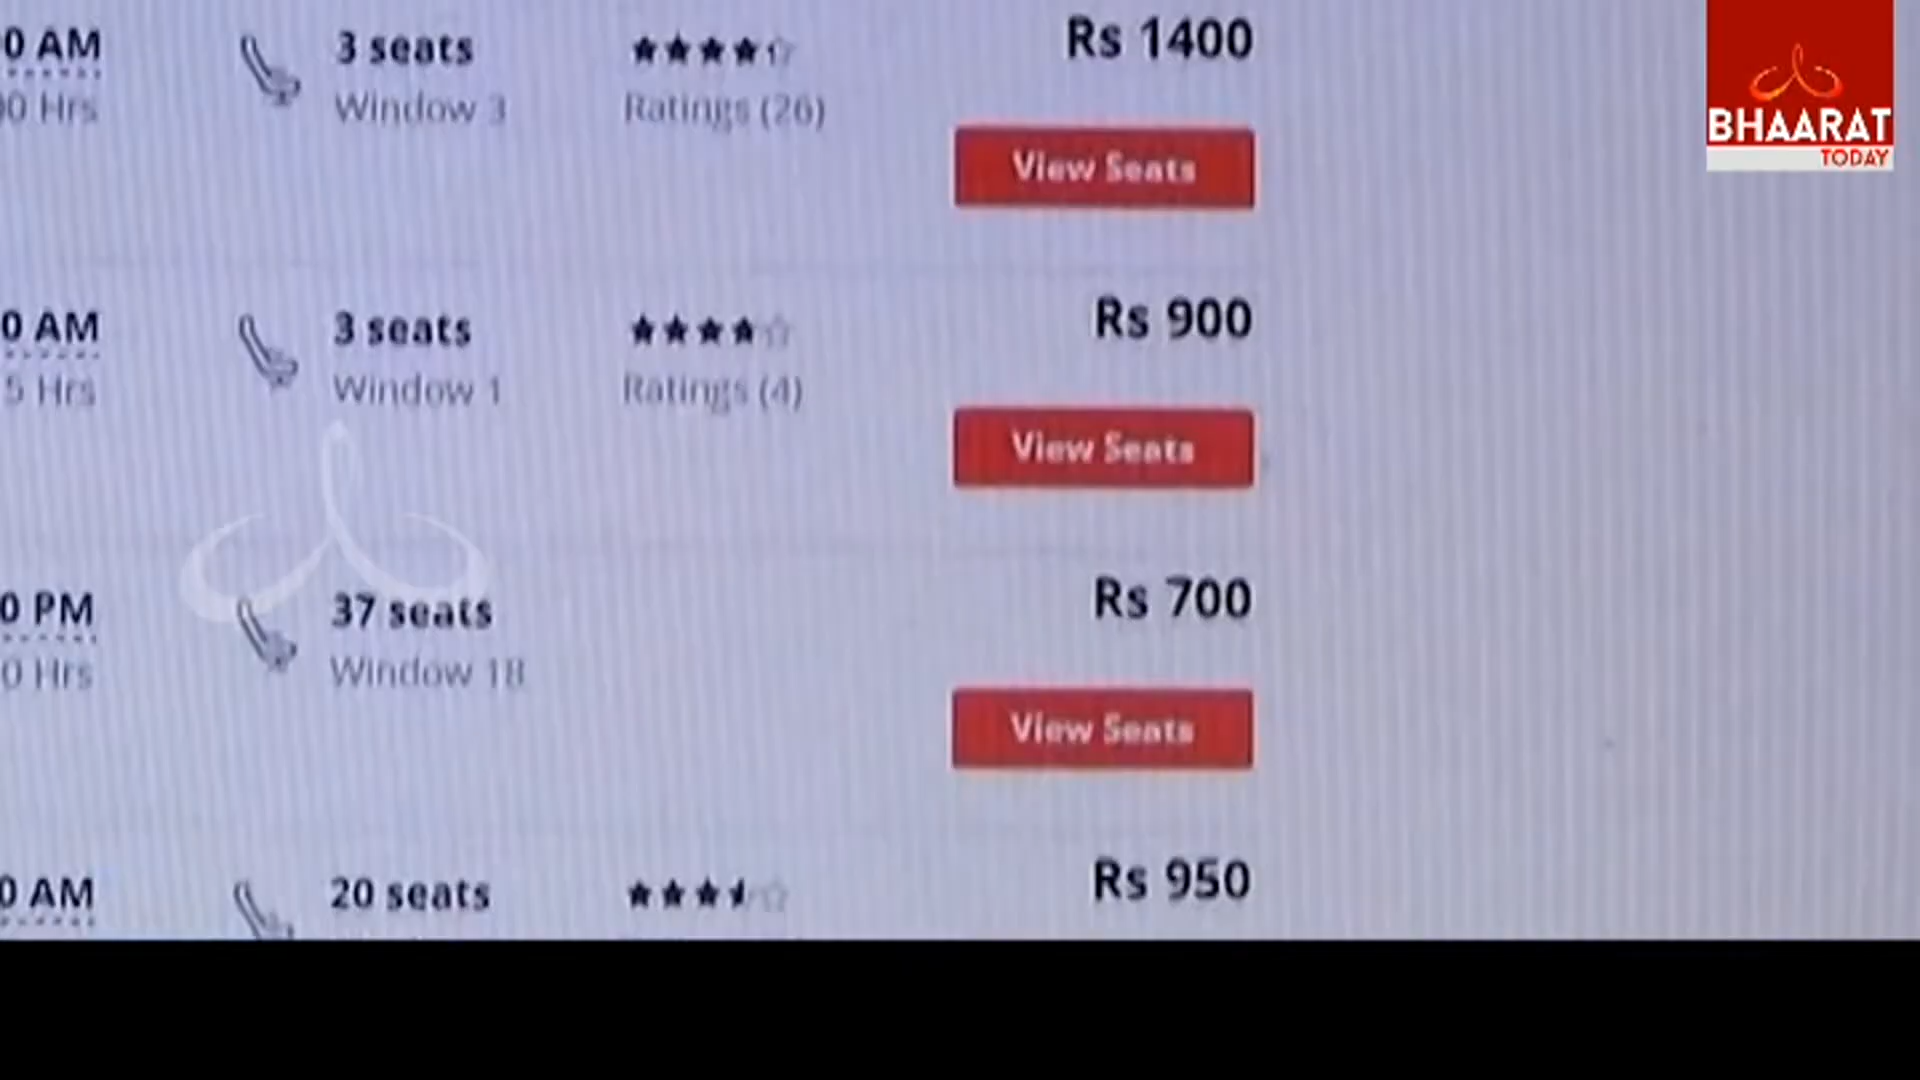 0 AM 3 seats Rs 1400
0 Hrs Window 3 Ratings (26)
View Seats
0 AM 3 seats Rs 900
5 Hrs Window 1 Ratings (4)
View Seats
0 PM 37 seats Rs 700
0 Hrs Window 18
View Seats
0 AM 20 seats Rs 950
BHAARAT
TODAY